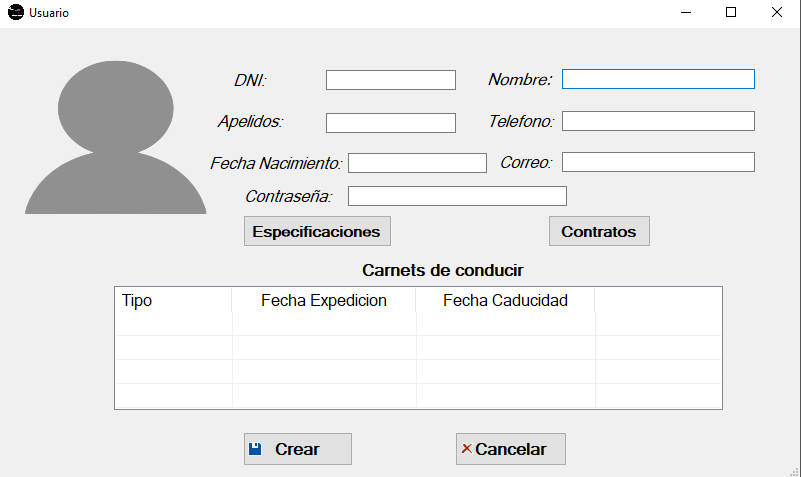 Usuario
DNI: Nombre:
Apelidos: Telefono:
Fecha Nacimiento: Correo:
Contraseña:
Especificaciones Contratos
Carnets de conducir
Tipo Fecha Expedicion Fecha Caducidad
Crear Cancelar